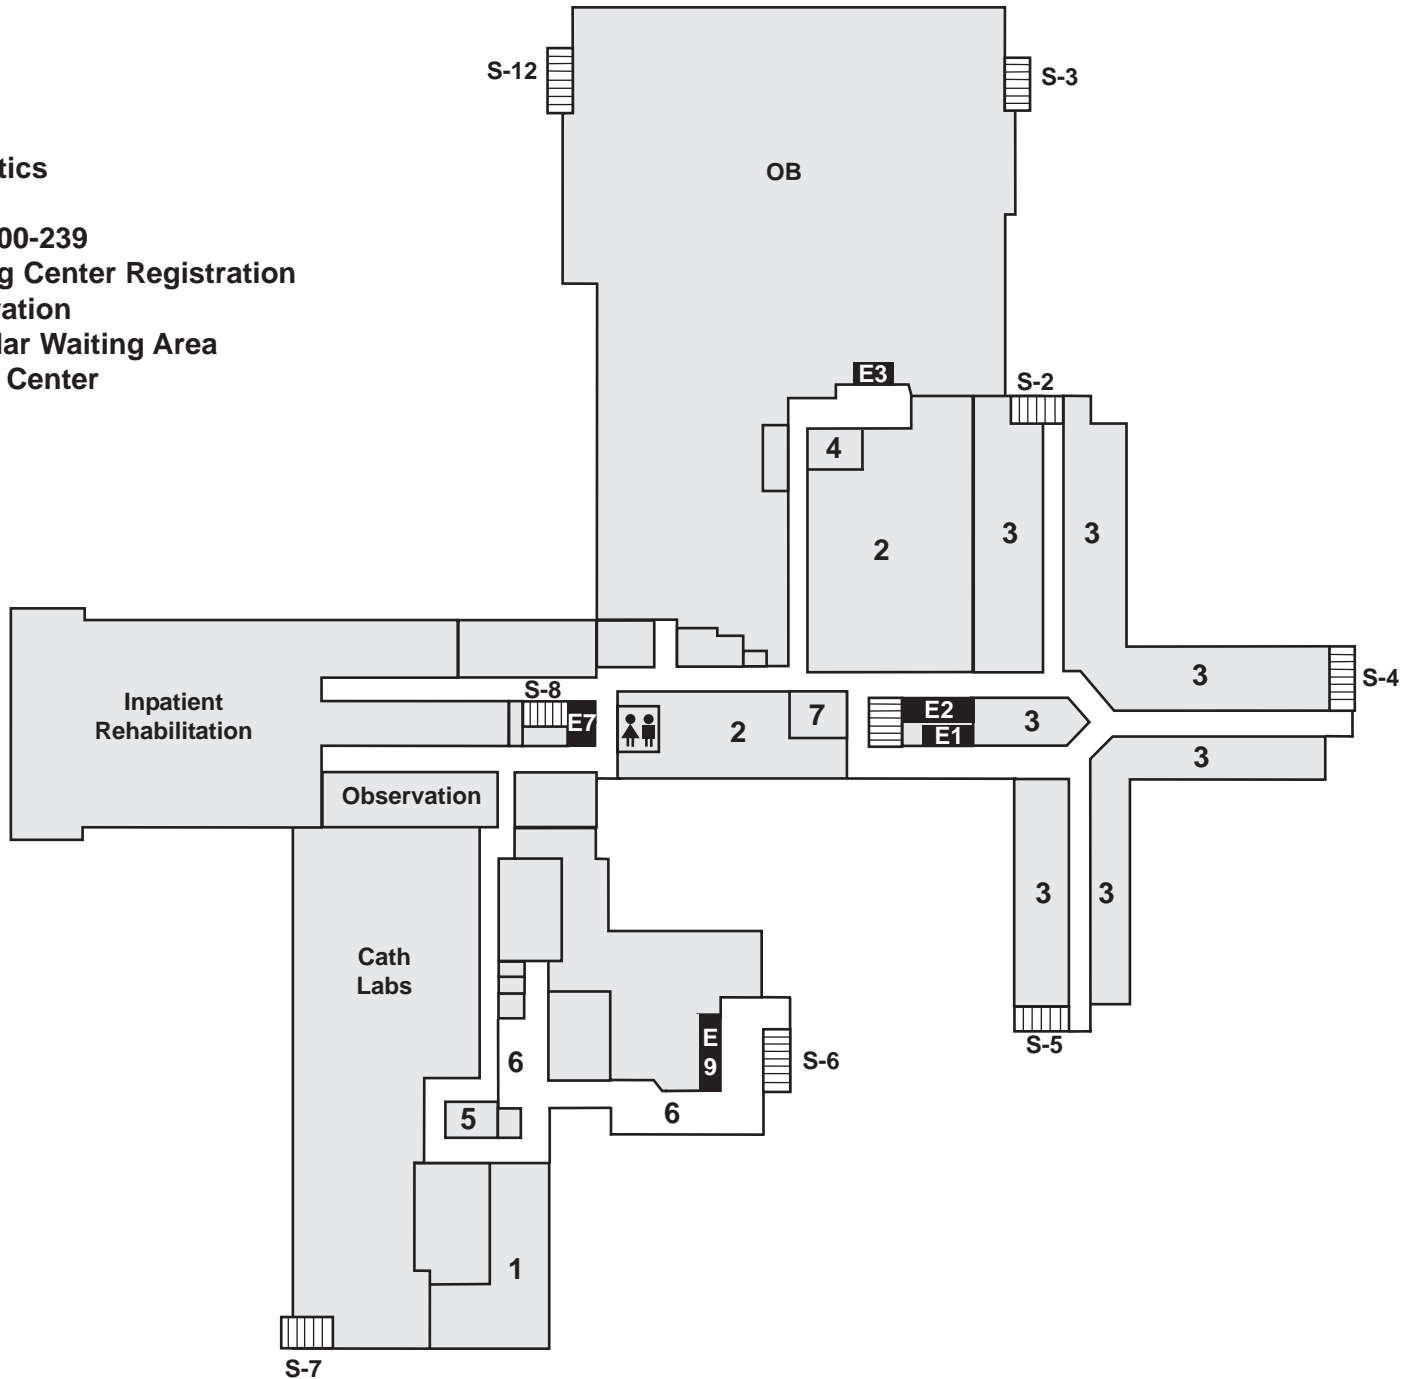 S-12
S-3
tics
OB
00-239
g Center Registration
ration
lar Waiting Area
Center
E3
S-2
4
2
3
3
3
S-4
S-8
Inpatient
Rehabilitation
E7
2
7
E2
E1
3
3
Observation
3
3
Cath
Labs
E
9
S-6
S-5
6
6
5
1
S-7